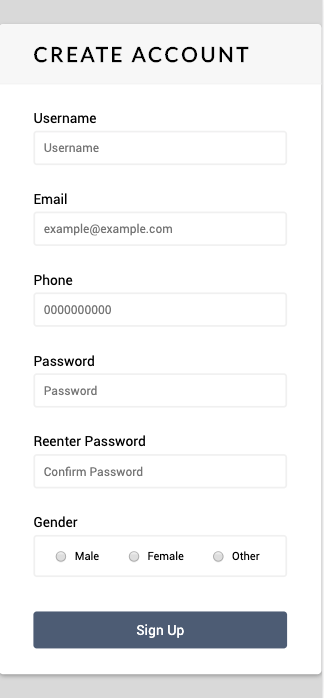 CREATE ACCOUNT
Username
Username
Email
example@example.com
Phone
0000000000
Password
Password
Reenter Password
Confirm Password
Gender
Male Female Other
Sign Up